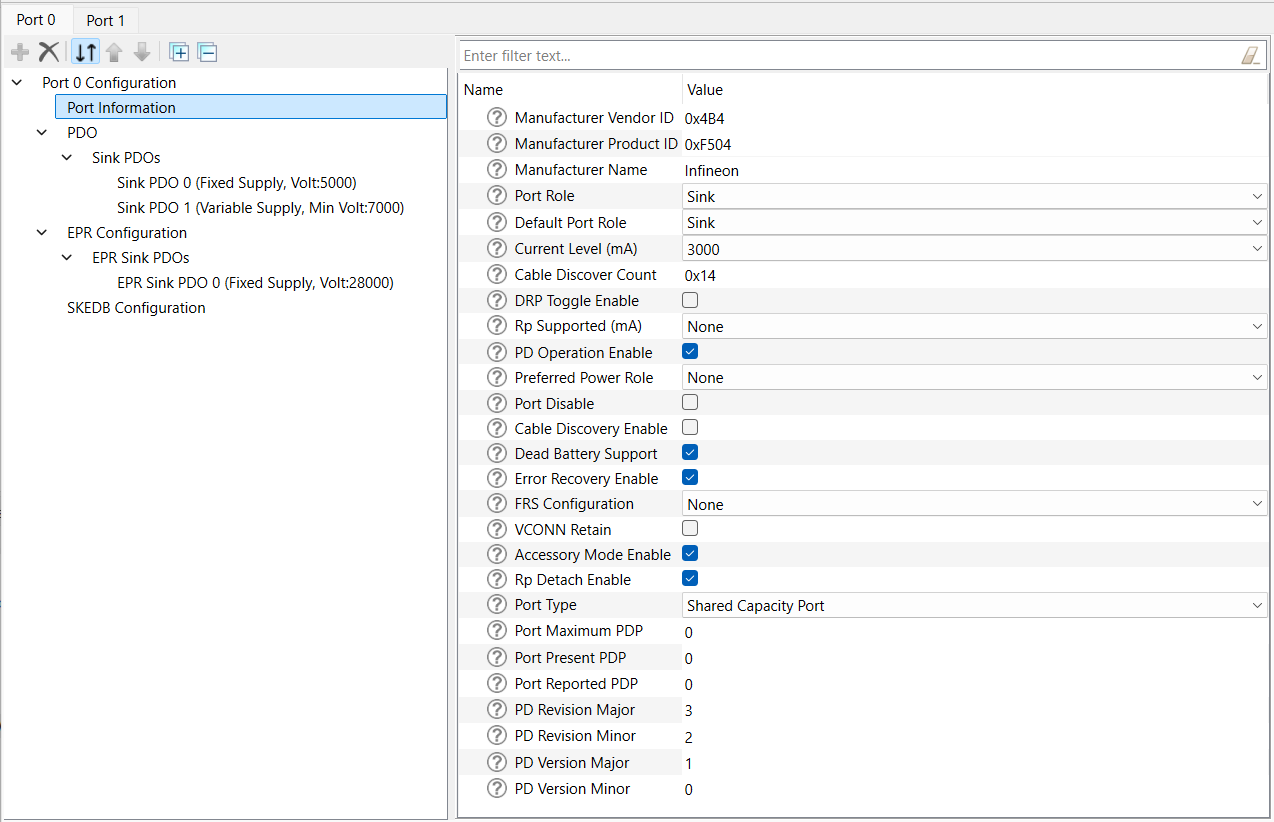 Port 0
Port 1
Port 0 Configuration
Port Information
PDO
Sink PDOs
Sink PDO 0 (Fixed Supply, Volt:5000)
Sink PDO 1 (Variable Supply, Min Volt:7000)
EPR Configuration
EPR Sink PDOs
EPR Sink PDO 0 (Fixed Supply, Volt:28000)
SKEDB Configuration
Enter filter text...
Name Value
Manufacturer Vendor ID 0x4B4
Manufacturer Product ID 0xF504
Manufacturer Name Infineon
Port Role Sink
Default Port Role Sink
Current Level (mA) 3000
Cable Discover Count 0x14
DRP Toggle Enable
Rp Supported (mA) None
PD Operation Enable
Preferred Power Role None
Port Disable
Cable Discovery Enable
Dead Battery Support
Error Recovery Enable
FRS Configuration None
VCONN Retain
Accessory Mode Enable
Rp Detach Enable
Port Type Shared Capacity Port
Port Maximum PDP 0
Port Present PDP 0
Port Reported PDP 0
PD Revision Major 3
PD Revision Minor 2
PD Version Major 1
PD Version Minor 0